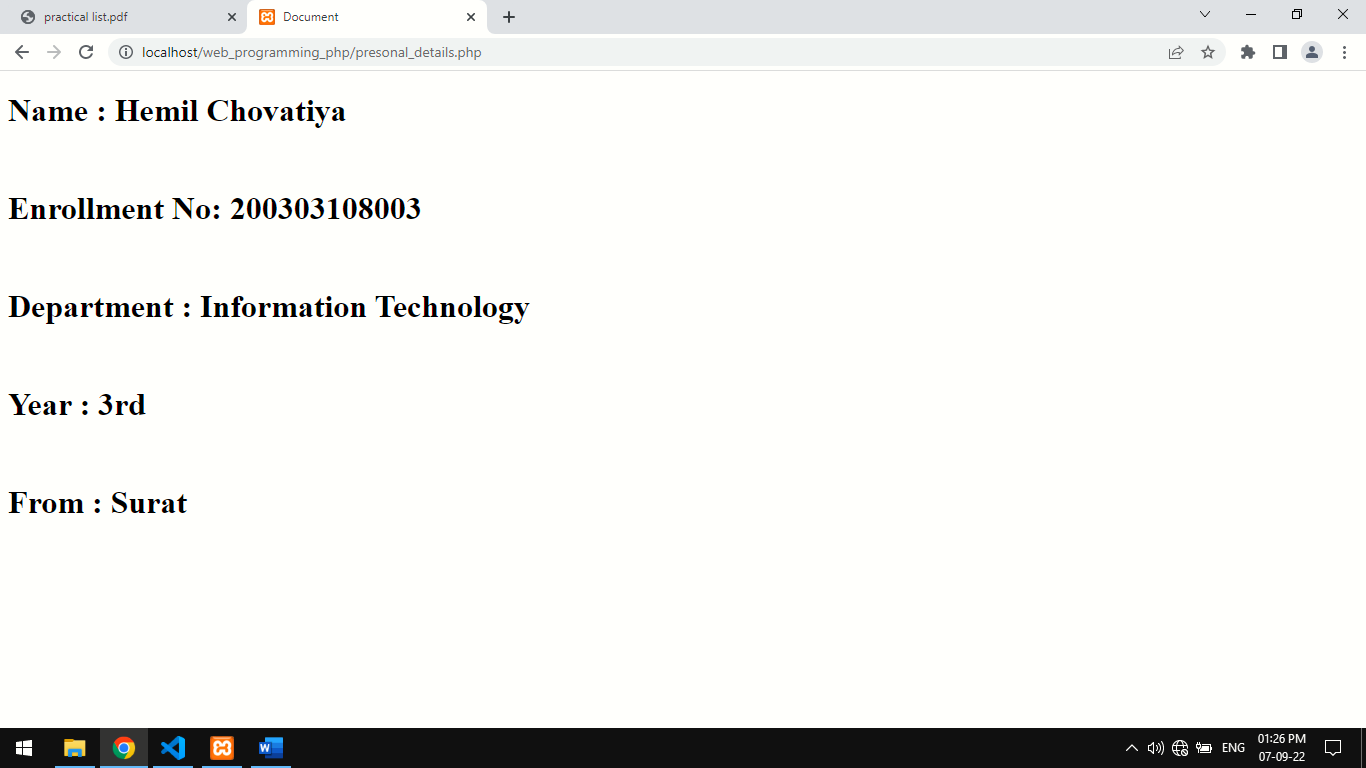 practical list.pdf
Document
localhost/web_programming_php/presonal_details.php
Name : Hemil Chovatiya
Enrollment No: 200303108003
Department : Information Technology
Year : 3rd
From : Surat
ENG
01:26 PM
07-09-22